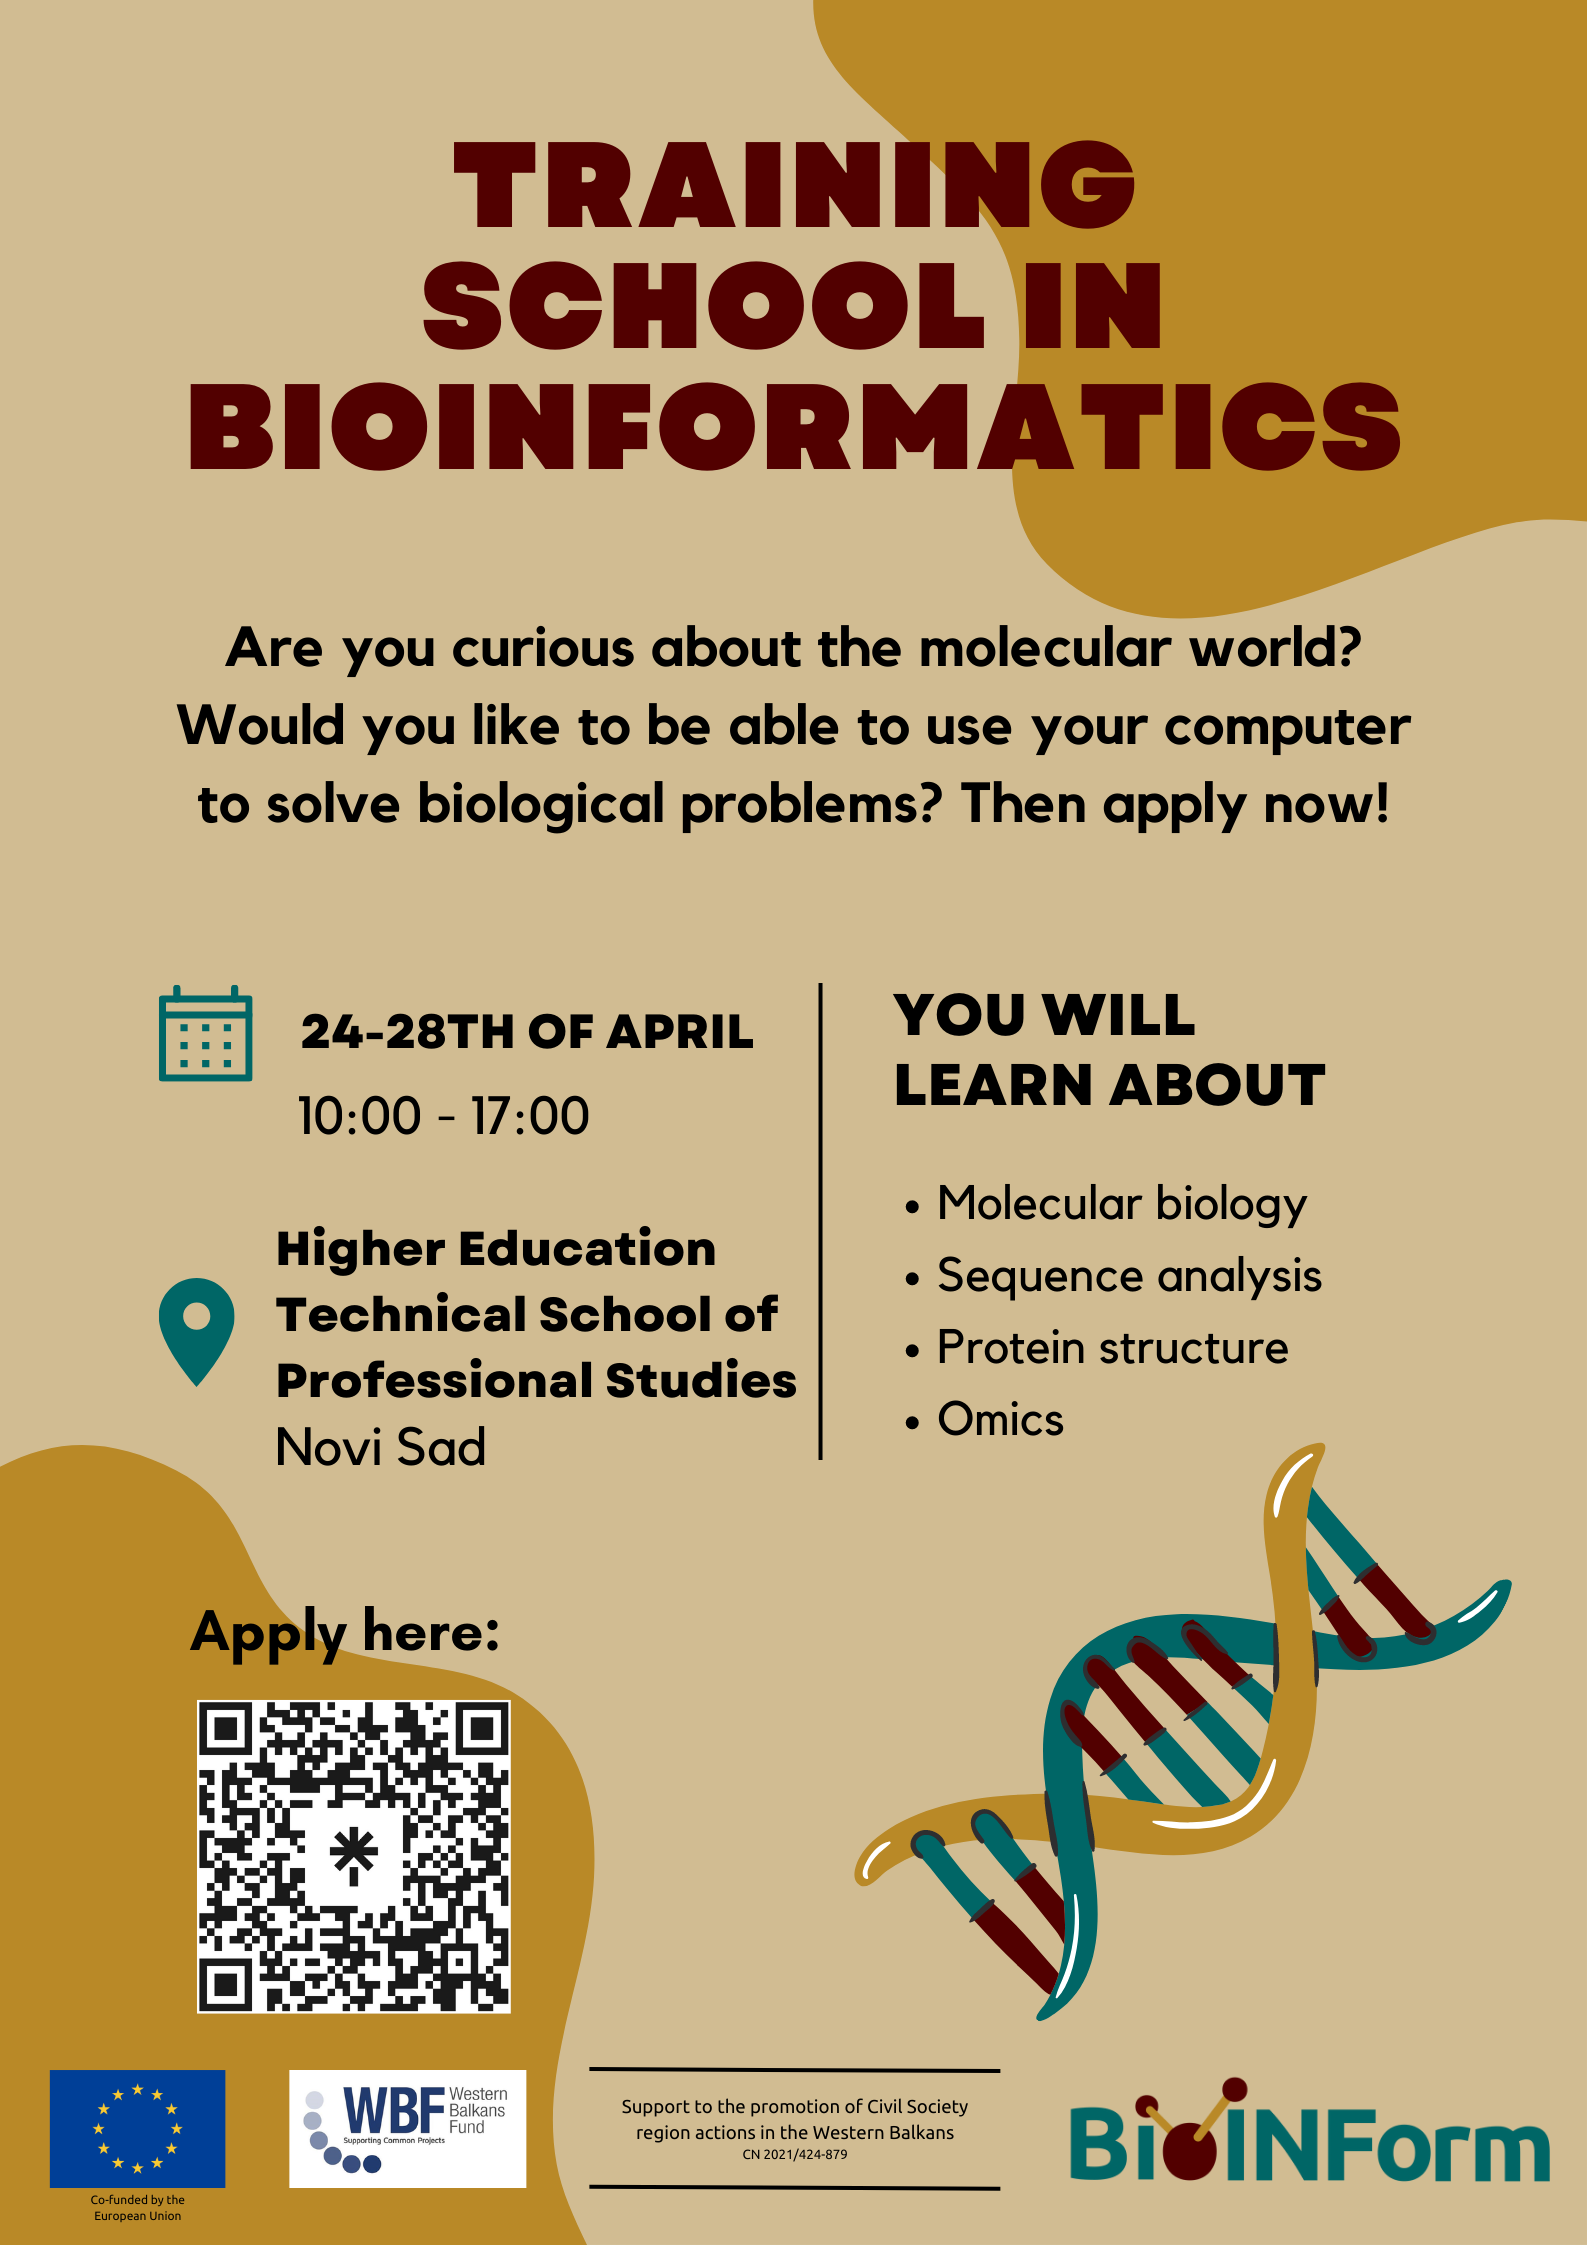 TRAINING
SCHOOL IN
BIOINFORMATICS
Are you curious about the molecular world?
Would you like to be able to use your computer
to solve biological problems? Then apply now!
24-28TH OF APRIL
10:00 - 17:00
Higher Education
Technical School of
Professional Studies
Novi Sad
YOU WILL
LEARN ABOUT
• Molecular biology
• Sequence analysis
• Protein structure
• Omics
Apply here:
Co-funded by the
European Union
WBF
Western
Balkans
Fund
Supporting Common Projects
Support to the promotion of Civil Society
region actions in the Western Balkans
CN 2021/424-879
BiOINForm